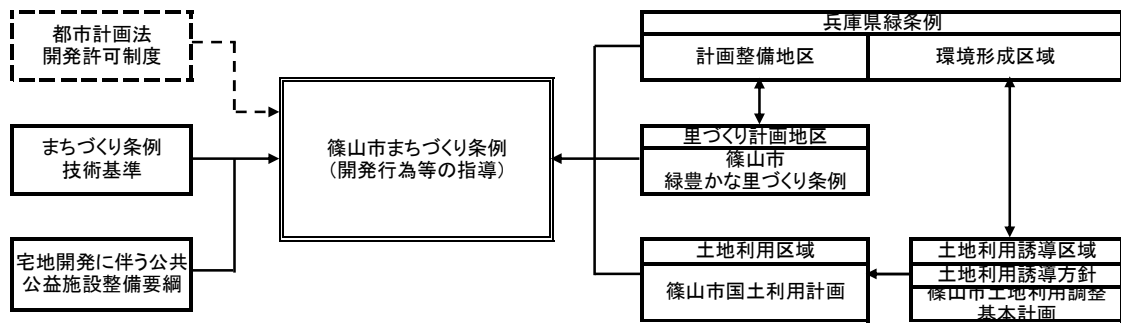 都市計画法
開発許可制度
まちづくり条例
技術基準
宅地開発に伴う公共
公益施設整備要綱
篠山市まちづくり条例
(開発行為等の指導)
兵庫県緑条例
計画整備地区
環境形成区域
里づくり計画地区
篠山市
緑豊かな里づくり条例
土地利用区域
篠山市国土利用計画
土地利用誘導区域
土地利用誘導方針
篠山市土地利用調整
基本計画